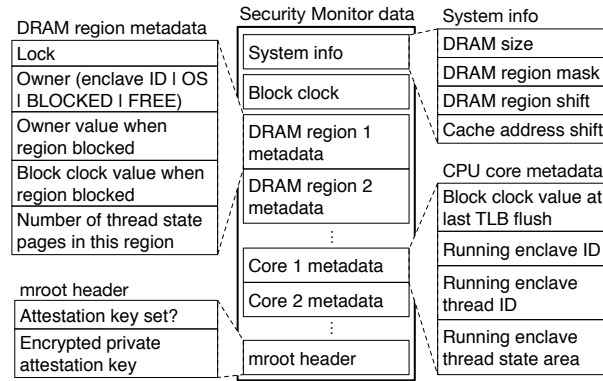 DRAM region metadata
Lock
Owner (enclave ID | OS
| BLOCKED | FREE)
Owner value when
region blocked
Block clock value when
region blocked
Number of thread state
pages in this region
mroot header
Attestation key set?
Encrypted private
attestation key
Security Monitor data
System info
Block clock
DRAM region 1
metadata
DRAM region 2
metadata
⋮
Core 1 metadata
Core 2 metadata
⋮
mroot header
System info
DRAM size
DRAM region mask
DRAM region shift
Cache address shift
CPU core metadata
Block clock value at
last TLB flush
Running enclave ID
Running enclave
thread ID
Running enclave
thread state area